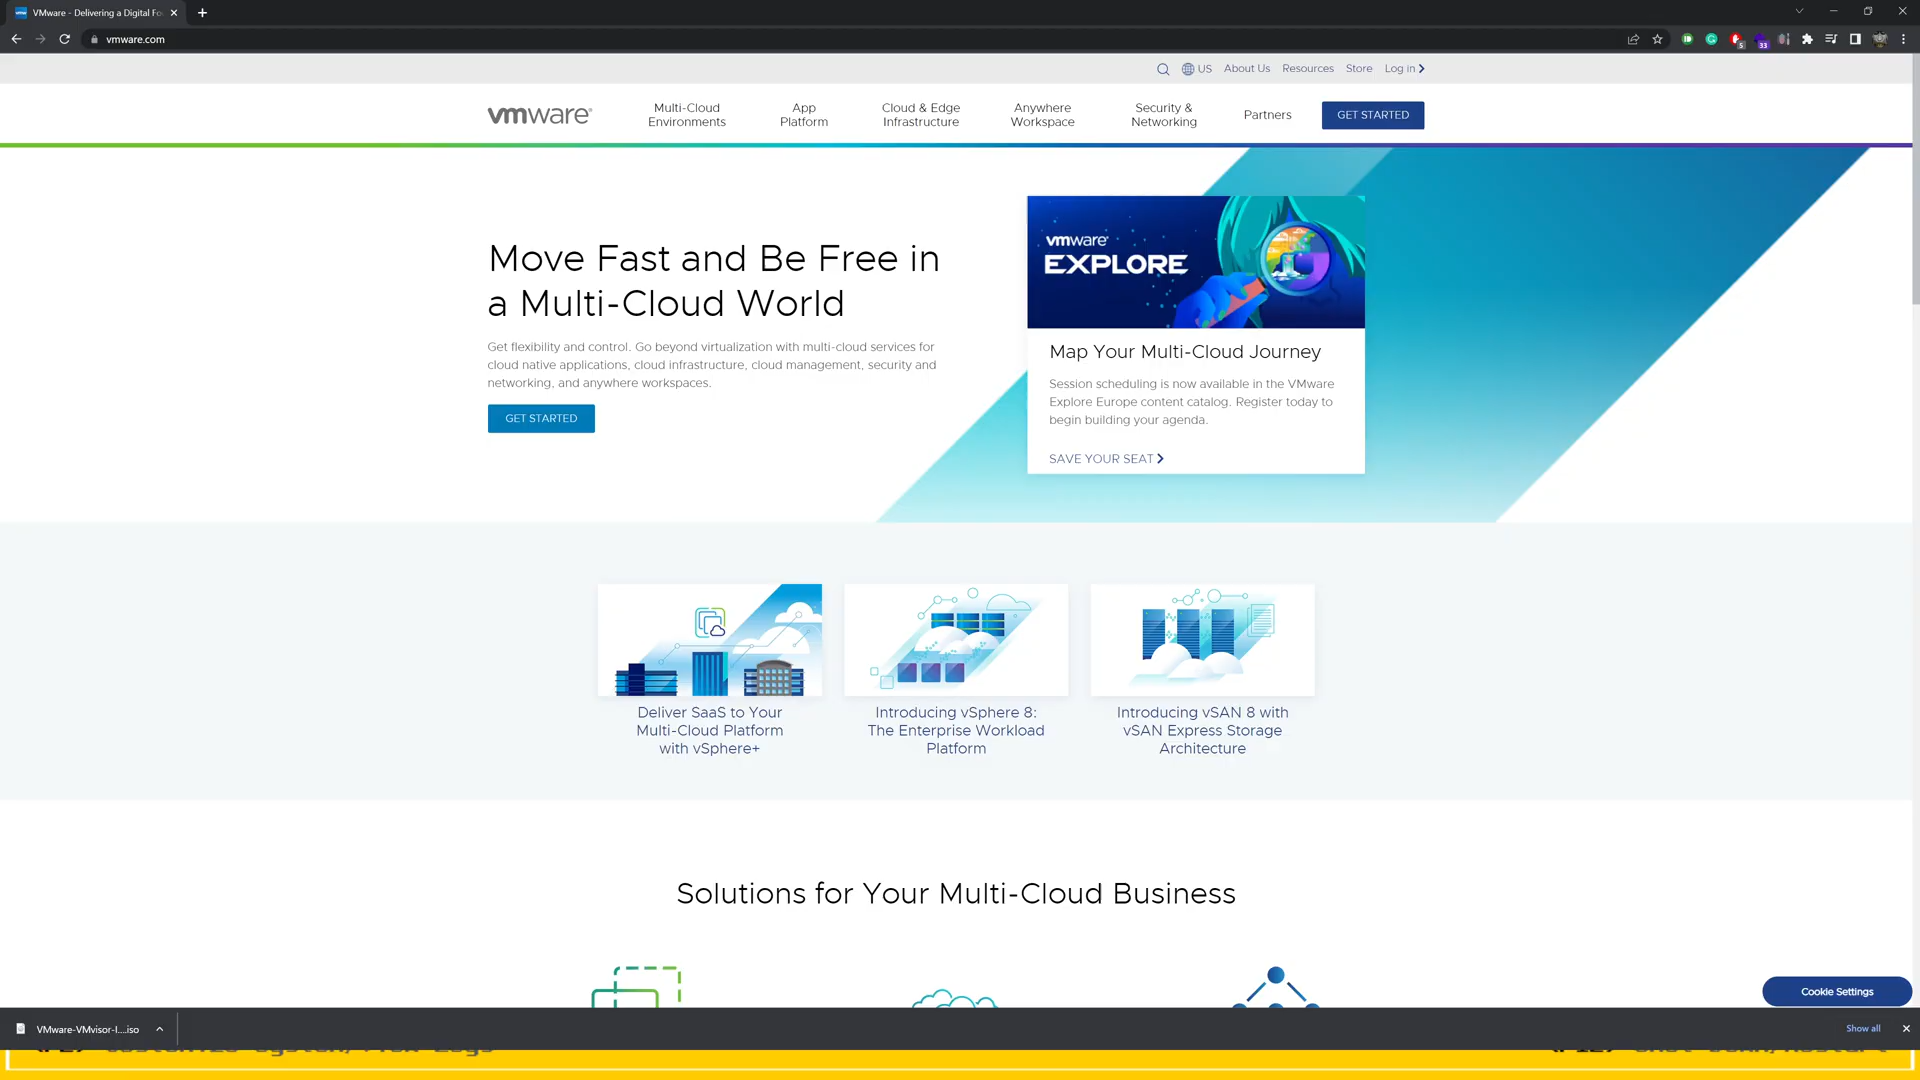 VMware - Delivering a Digital Fo
vmware.com
5
33
US
About Us
Resources
Store
Log in
vmware
Multi-Cloud
Environments
App
Platform
Cloud & Edge
Infrastructure
Anywhere
Workspace
Security &
Networking
Partners
GET STARTED
Move Fast and Be Free in
a Multi-Cloud World
Get flexibility and control. Go beyond virtualization with multi-cloud services for
cloud native applications, cloud infrastructure, cloud management, security and
networking, and anywhere workspaces.
GET STARTED
vmware
EXPLORE
Map Your Multi-Cloud Journey
Session scheduling is now available in the VMware
Explore Europe content catalog. Register today to
begin building your agenda.
SAVE YOUR SEAT
Deliver SaaS to Your
Multi-Cloud Platform
with vSphere+
Introducing vSphere 8:
The Enterprise Workload
Platform
Introducing vSAN 8 with
vSAN Express Storage
Architecture
Solutions for Your Multi-Cloud Business
Cookie Settings
VMware-VMvisor-I....iso
Show all